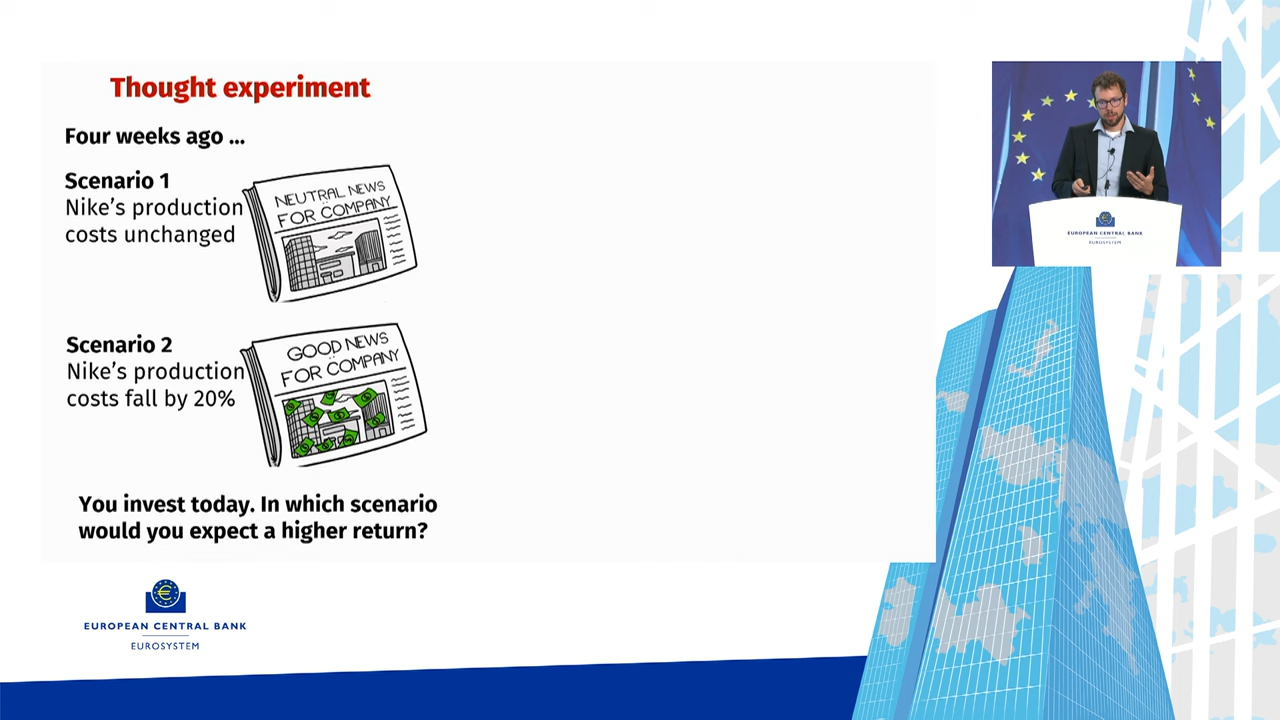 Thought experiment
Four weeks ago ...
Scenario 1
Nike's production
costs unchanged
NEUTRAL NEWS
FOR COMPANY
Scenario 2
Nike's production
costs fall by 20%
GOOD NEWS
FOR COMPANY
You invest today. In which scenario
would you expect a higher return?
EUROPEAN CENTRAL BANK
EUROSYSTEM
EUROPEAN CENTRAL BANK
EUROSYSTEM